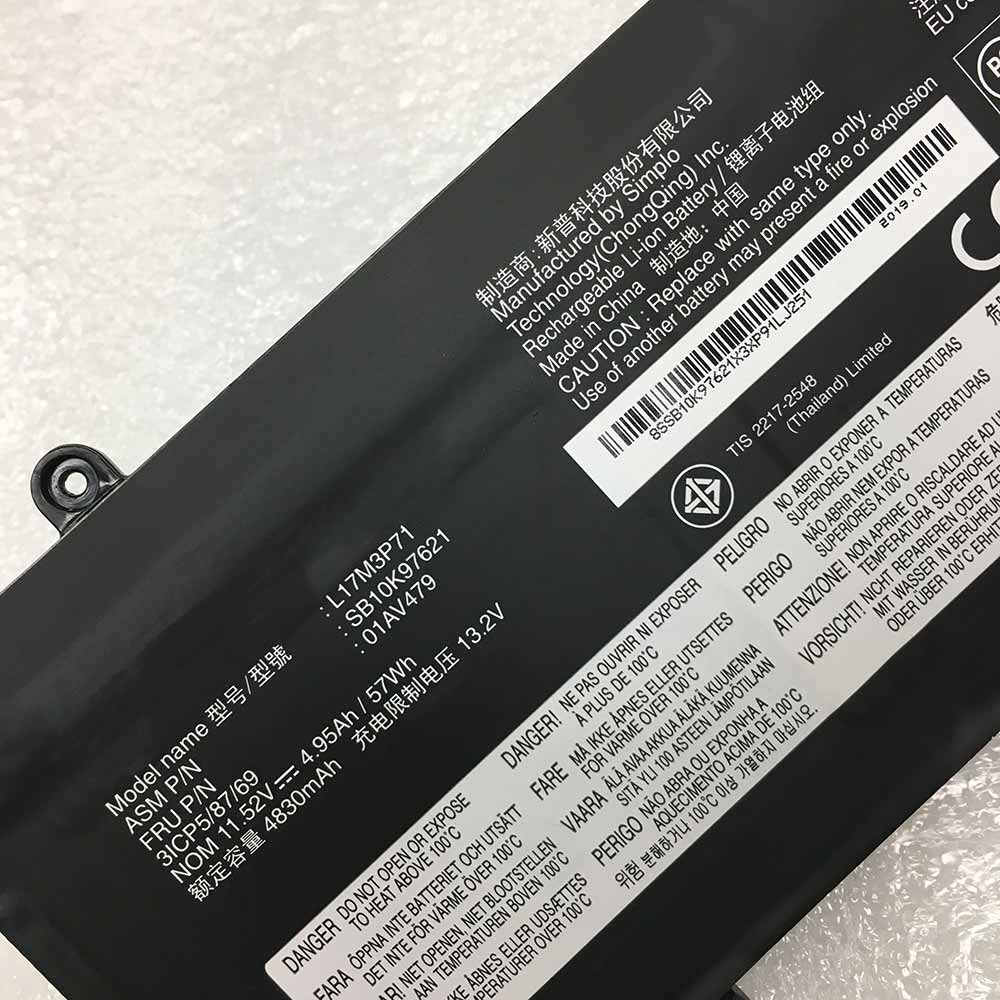 注
EU c
制造商: 新普科技股份有限公司
Manufactured by Simplo
Technology(ChongQing) Inc.
Rechargeable Li-ion Battery / 锂离子电池组
Made in China 制造地: 中国
CAUTION : Replace with same type only.
Use of another battery may present a fire or explosion
2019.01
8SSB10K97621X3XP91LJ251
TIS 2217-2548
(Thailand) Limited
Model name 型号/型號 : L17M3P71
ASM P/N : SB10K97621
FRU P/N : 01AV479
3ICP5/87/69
NOM 11.52V⎓ 4.95Ah / 57Wh
额定容量 4830mAh 充电限制电压 13.2V
DANGER DO NOT OPEN OR EXPOSE
TO HEAT ABOVE 100°C
FARA ÖPPNA INTE BATTERIET OCH UTSÄTT
DET INTE FÖR VÄRME ÖVER 100°C
AR! NIET OPENEN, NIET BLOOTSTELLEN
AAN TEMPERATUREN BOVEN 100°C
KKE ÅBNES ELLER UDSÆTTES
TEMPERATURER OVER 100°C
DANGER! NE PAS OUVRIR NI EXPOSER
À PLUS DE 100°C
FARE MÅ IKKE ÅPNES ELLER UTSETTES
FOR VARME OVER 100°C
VAARA ÄLÄ AVAA AKKUA ÄLÄKÄ KUUMENNA
SITÄ YLI 100 ASTEEN LÄMPÖTILAN
PERIGO NÃO ABRA OU EXPONHA A
AQUECIMENTO ACIMA DE 100°C
위험 분해하거나 100°C 이상 가열하지 마십시오.
PELIGRO NO ABRIR O EXPONER A TEMPERATURAS
SUPERIORES A 100°C
PERIGO NÃO ABRIR NEM EXPOR A TEMPERATURAS
SUPERIORES A 100°C
ATTENZIONE! NON APRIRE O RISCALDARE AD U
TEMPERATURA SUPERIORE A
VORSICHT! NICHT REPARIEREN ODER ZE
MIT WASSER IN BERÜHRUN
ÜBER 100°C ERHITZEN